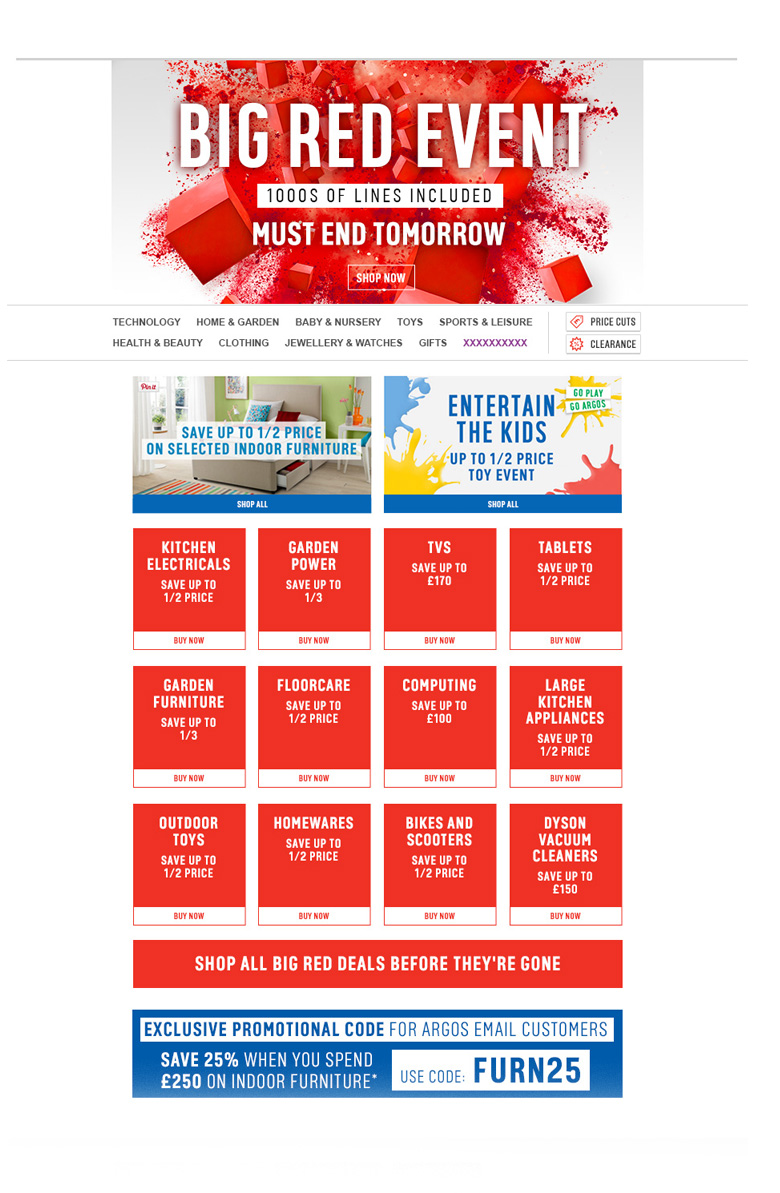 BIG RED EVENT
1000S OF LINES INCLUDED
MUST END TOMORROW
SHOP NOW
TECHNOLOGY HOME & GARDEN BABY & NURSERY TOYS SPORTS & LEISURE
HEALTH & BEAUTY CLOTHING JEWELLERY & WATCHES GIFTS XXXXXXXXXX
PRICE CUTS
CLEARANCE
Pin it
SAVE UP TO 1/2 PRICE
ON SELECTED INDOOR FURNITURE
SHOP ALL
GO PLAY
GO ARGOS
ENTERTAIN
THE KIDS
UP TO 1/2 PRICE
TOY EVENT
SHOP ALL
KITCHEN
ELECTRICALS
SAVE UP TO
1/2 PRICE
BUY NOW
GARDEN
POWER
SAVE UP TO
1/3
BUY NOW
TVS
SAVE UP TO
£170
BUY NOW
TABLETS
SAVE UP TO
1/2 PRICE
BUY NOW
GARDEN
FURNITURE
SAVE UP TO
1/3
BUY NOW
FLOORCARE
SAVE UP TO
1/2 PRICE
BUY NOW
COMPUTING
SAVE UP TO
£100
BUY NOW
LARGE
KITCHEN
APPLIANCES
SAVE UP TO
1/2 PRICE
BUY NOW
OUTDOOR
TOYS
SAVE UP TO
1/2 PRICE
BUY NOW
HOMEWARES
SAVE UP TO
1/2 PRICE
BUY NOW
BIKES AND
SCOOTERS
SAVE UP TO
1/2 PRICE
BUY NOW
DYSON
VACUUM
CLEANERS
SAVE UP TO
£150
BUY NOW
SHOP ALL BIG RED DEALS BEFORE THEY'RE GONE
EXCLUSIVE PROMOTIONAL CODE FOR ARGOS EMAIL CUSTOMERS
SAVE 25% WHEN YOU SPEND
£250 ON INDOOR FURNITURE*
USE CODE: FURN25